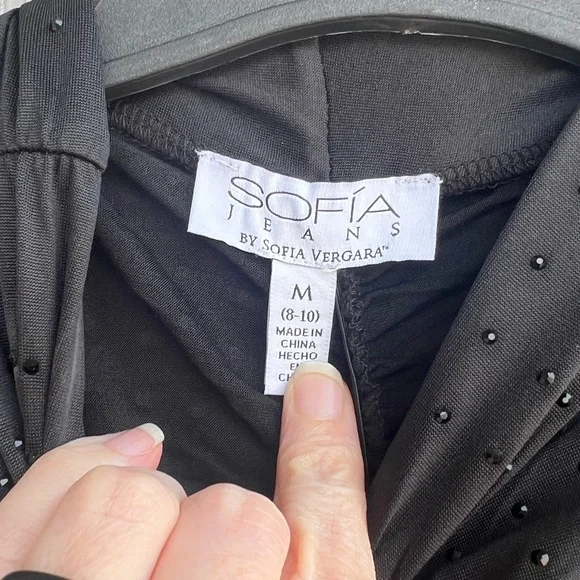 SOFÍA
JEANS
BY SOFIA VERGARA™
M
(8-10)
MADE IN
CHINA
HECHO